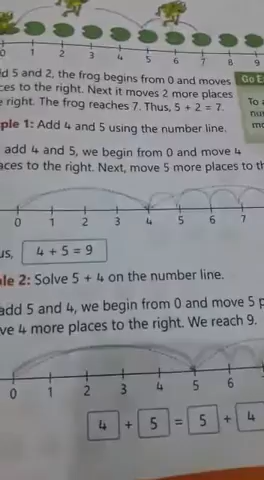 0 1 2 3 4 5 6 7 8 9
d 5 and 2, the frog begins from 0 and moves
ces to the right. Next it moves 2 more places
right. The frog reaches 7. Thus, 5 + 2 = 7.
Go E
To
nu
mo
ple 1: Add 4 and 5 using the number line.
add 4 and 5, we begin from 0 and move 4
aces to the right. Next, move 5 more places to th
0 1 2 3 4 5 6 7
us, 4 + 5 = 9
le 2: Solve 5 + 4 on the number line.
add 5 and 4, we begin from 0 and move 5 p
ve 4 more places to the right. We reach 9.
0 1 2 3 4 5 6
4 + 5 = 5 + 4